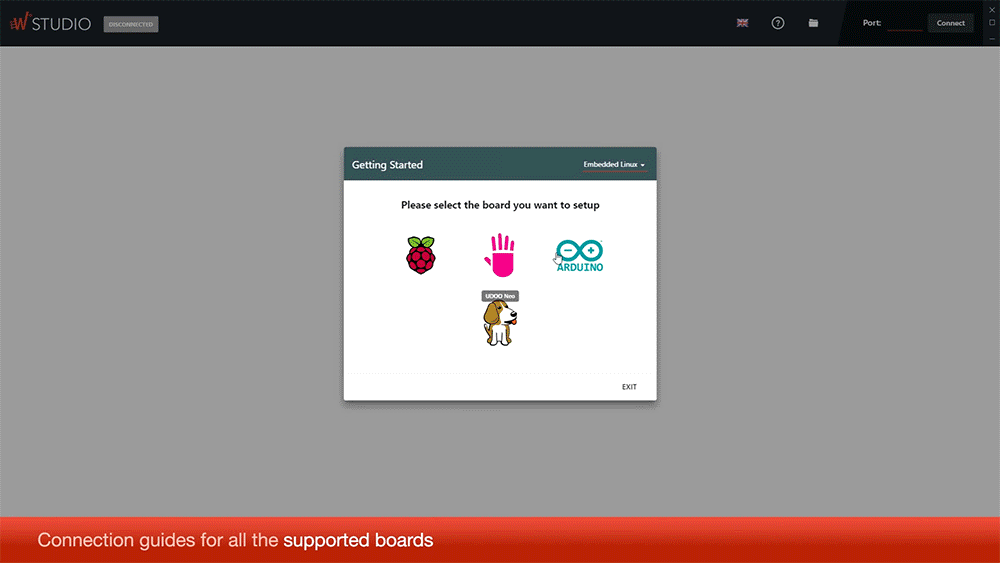 W STUDIO
DISCONNECTED
?
Port:
Connect
Getting Started
Embedded Linux
Please select the board you want to setup
ARDUINO
UDOO Neo
EXIT
Connection guides for all the supported boards